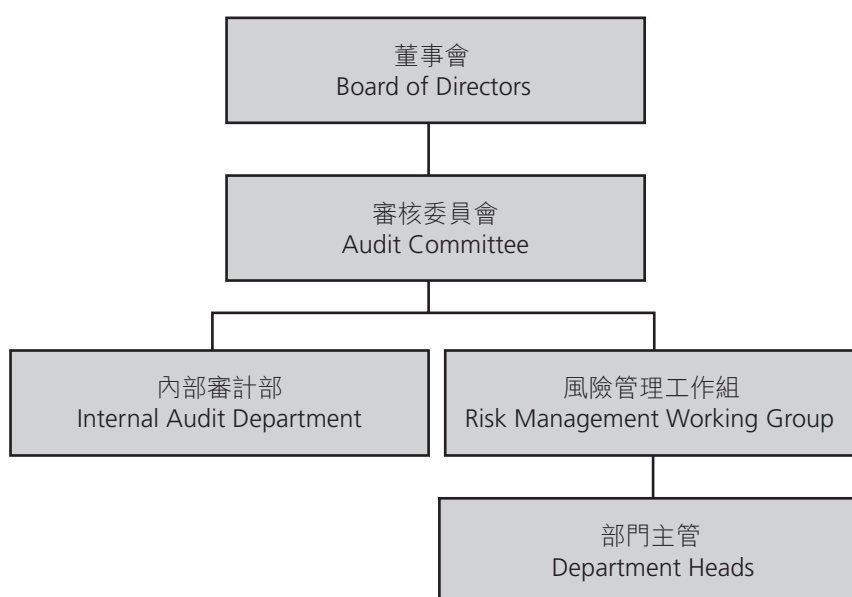 董事會
Board of Directors
審核委員會
Audit Committee
內部審計部
Internal Audit Department
風險管理工作組
Risk Management Working Group
部門主管
Department Heads